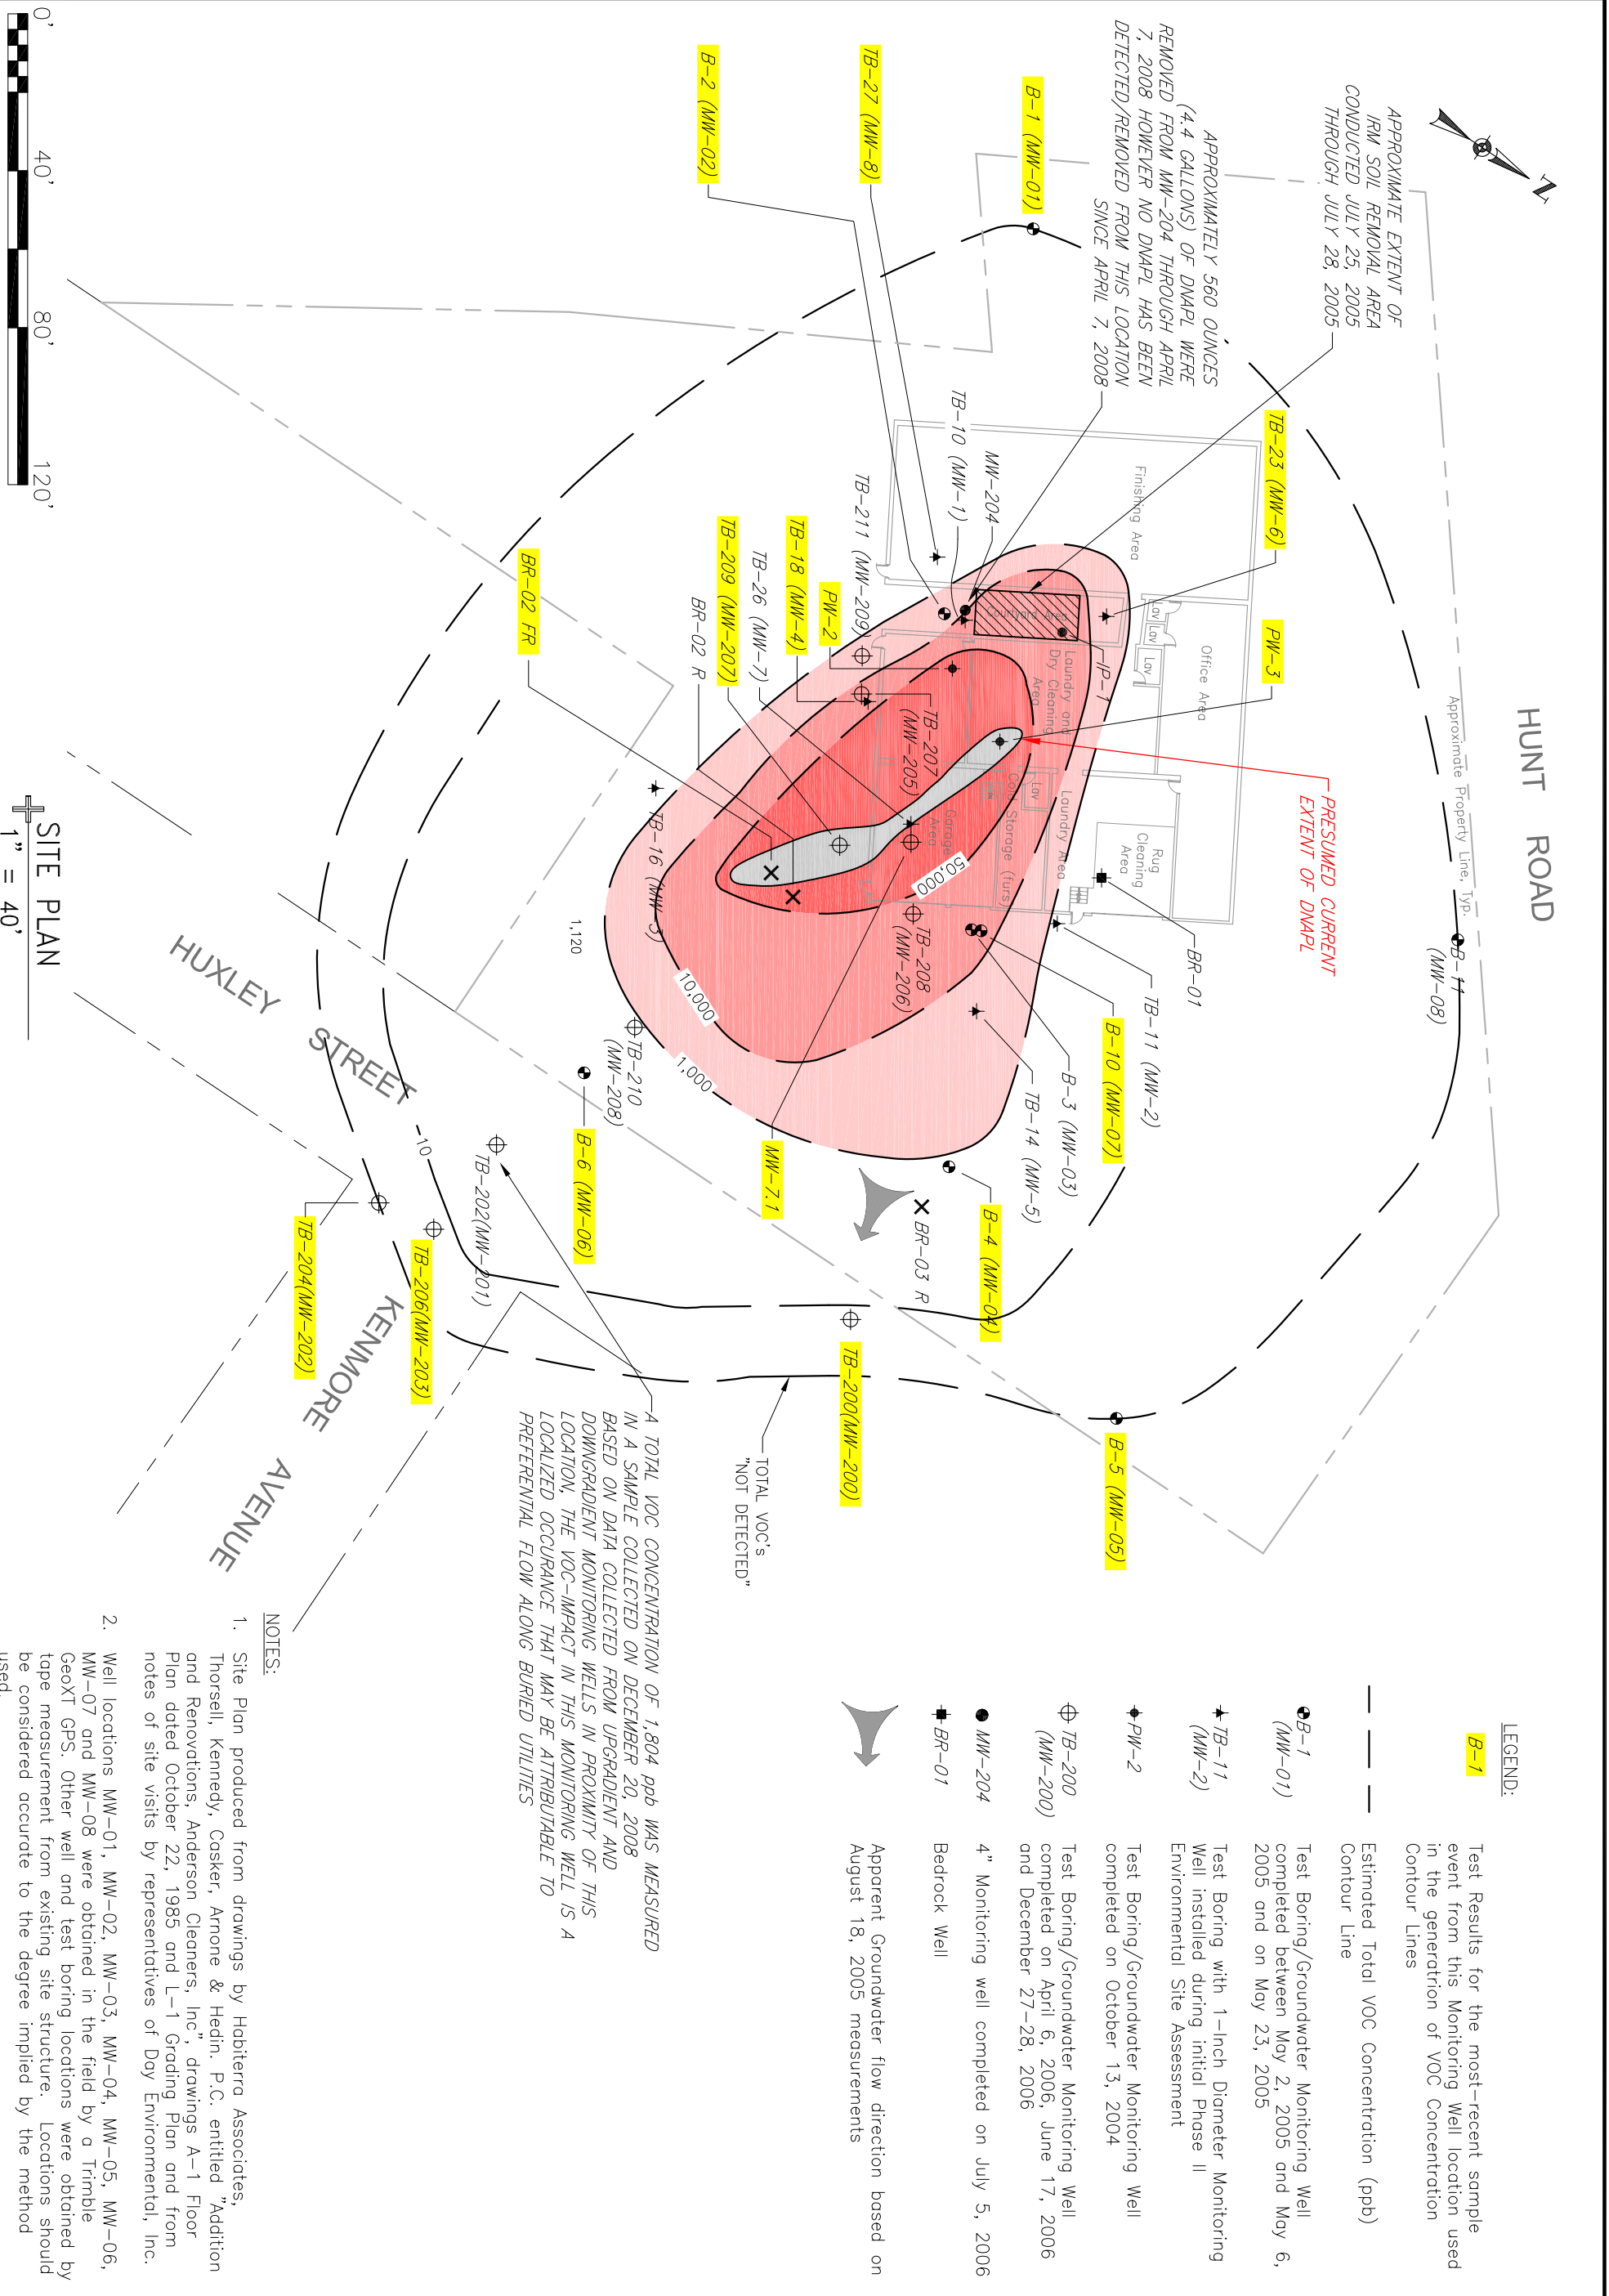 HUNT ROAD
N
APPROXIMATE EXTENT OF
IRM SOIL REMOVAL AREA
CONDUCTED JULY 25, 2005
THROUGH JULY 28, 2005
Approximate Property Line, Typ.
B-11
(MW-08)
PRESUMED CURRENT
EXTENT OF DNAPL
APPROXIMATELY 560 OUNCES
(4.4 GALLONS) OF DNAPL WERE
REMOVED FROM MW-204 THROUGH APRIL
7, 2008 HOWEVER NO DNAPL HAS BEEN
DETECTED/REMOVED FROM THIS LOCATION
SINCE APRIL 7, 2008
TB-23 (MW-6)
PW-3
Office Area
Finishing Area
Lav
Lav
Lav
Rug
Cleaning
Area
BR-01
TB-11 (MW-2)
B-10 (MW-07)
B-3 (MW-03)
TB-14 (MW-5)
B-5 (MW-05)
B-1 (MW-01)
IP-1
Courtyard Area
Laundry and
Dry Cleaning
Area
Laundry Area
Lav
Cold Storage (furs)
Garage
Area
MW-204
TB-10 (MW-1)
B-4 (MW-04)
BR-03 R
TB-27 (MW-8)
TB-211 (MW-209)
TB-207
(MW-205)
50,000
TB-208
(MW-206)
TB-200(MW-200)
PW-2
TB-18 (MW-4)
TB-26 (MW-7)
TB-209 (MW-207)
MW-7.1
B-2 (MW-02)
BR-02 R
10,000
1,000
TOTAL VOC's
"NOT DETECTED"
TB-16 (MW-3)
TB-210
(MW-208)
1,120
B-6 (MW-06)
BR-02 FR
TB-202(MW-201)
10
TB-206(MW-203)
TB-204(MW-202)
A TOTAL VOC CONCENTRATION OF 1,804 ppb WAS MEASURED
IN A SAMPLE COLLECTED ON DECEMBER 20, 2008
BASED ON DATA COLLECTED FROM UPGRADIENT AND
DOWNGRADIENT MONITORING WELLS IN PROXIMITY OF THIS
LOCATION, THE VOC-IMPACT IN THIS MONITORING WELL IS A
LOCALIZED OCCURANCE THAT MAY BE ATTRIBUTABLE TO
PREFERENTIAL FLOW ALONG BURIED UTILITIES
HUXLEY STREET
KENMORE AVENUE
0' 40' 80' 120'
SITE PLAN
1" = 40'
LEGEND:
B-1
Test Results for the most-recent sample
event from this Monitoring Well location used
in the generatrion of VOC Concentration
Contour Lines
Estimated Total VOC Concentration (ppb)
Contour Line
B-1
(MW-01)
Test Boring/Groundwater Monitoring Well
completed between May 2, 2005 and May 6,
2005 and on May 23, 2005
TB-11
(MW-2)
Test Boring with 1-Inch Diameter Monitoring
Well installed during initial Phase II
Environmental Site Assessment
PW-2
Test Boring/Groundwater Monitoring Well
completed on October 13, 2004
TB-200
(MW-200)
Test Boring/Groundwater Monitoring Well
completed on April 6, 2006, June 17, 2006
and December 27-28, 2006
MW-204
4" Monitoring well completed on July 5, 2006
BR-01
Bedrock Well
Apparent Groundwater flow direction based on
August 18, 2005 measurements
NOTES:
1. Site Plan produced from drawings by Habiterra Associates,
Thorsell, Kennedy, Casker, Arnone & Hedin. P.C. entitled "Addition
and Renovations, Anderson Cleaners, Inc", drawings A-1 Floor
Plan dated October 22, 1985 and L-1 Grading Plan and from
notes of site visits by representatives of Day Environmental, Inc.
2. Well locations MW-01, MW-02, MW-03, MW-04, MW-05, MW-06,
MW-07 and MW-08 were obtained in the field by a Trimble
GeoXT GPS. Other well and test boring locations were obtained by
tape measurement from existing site structure. Locations should
be considered accurate to the degree implied by the method
used.